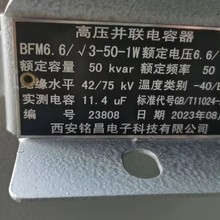 高压并联电容器
BFM6.6/√3-50-1W 额定电压6.6/
额定容量 50 kvar 额定频率 50
绝缘水平 42/75 kV 温度类别 -40/
实测电容 11.4 uF 标准代号GB/T11024-
编号 23808 2023年08月
西安铭昌电子科技有限公司